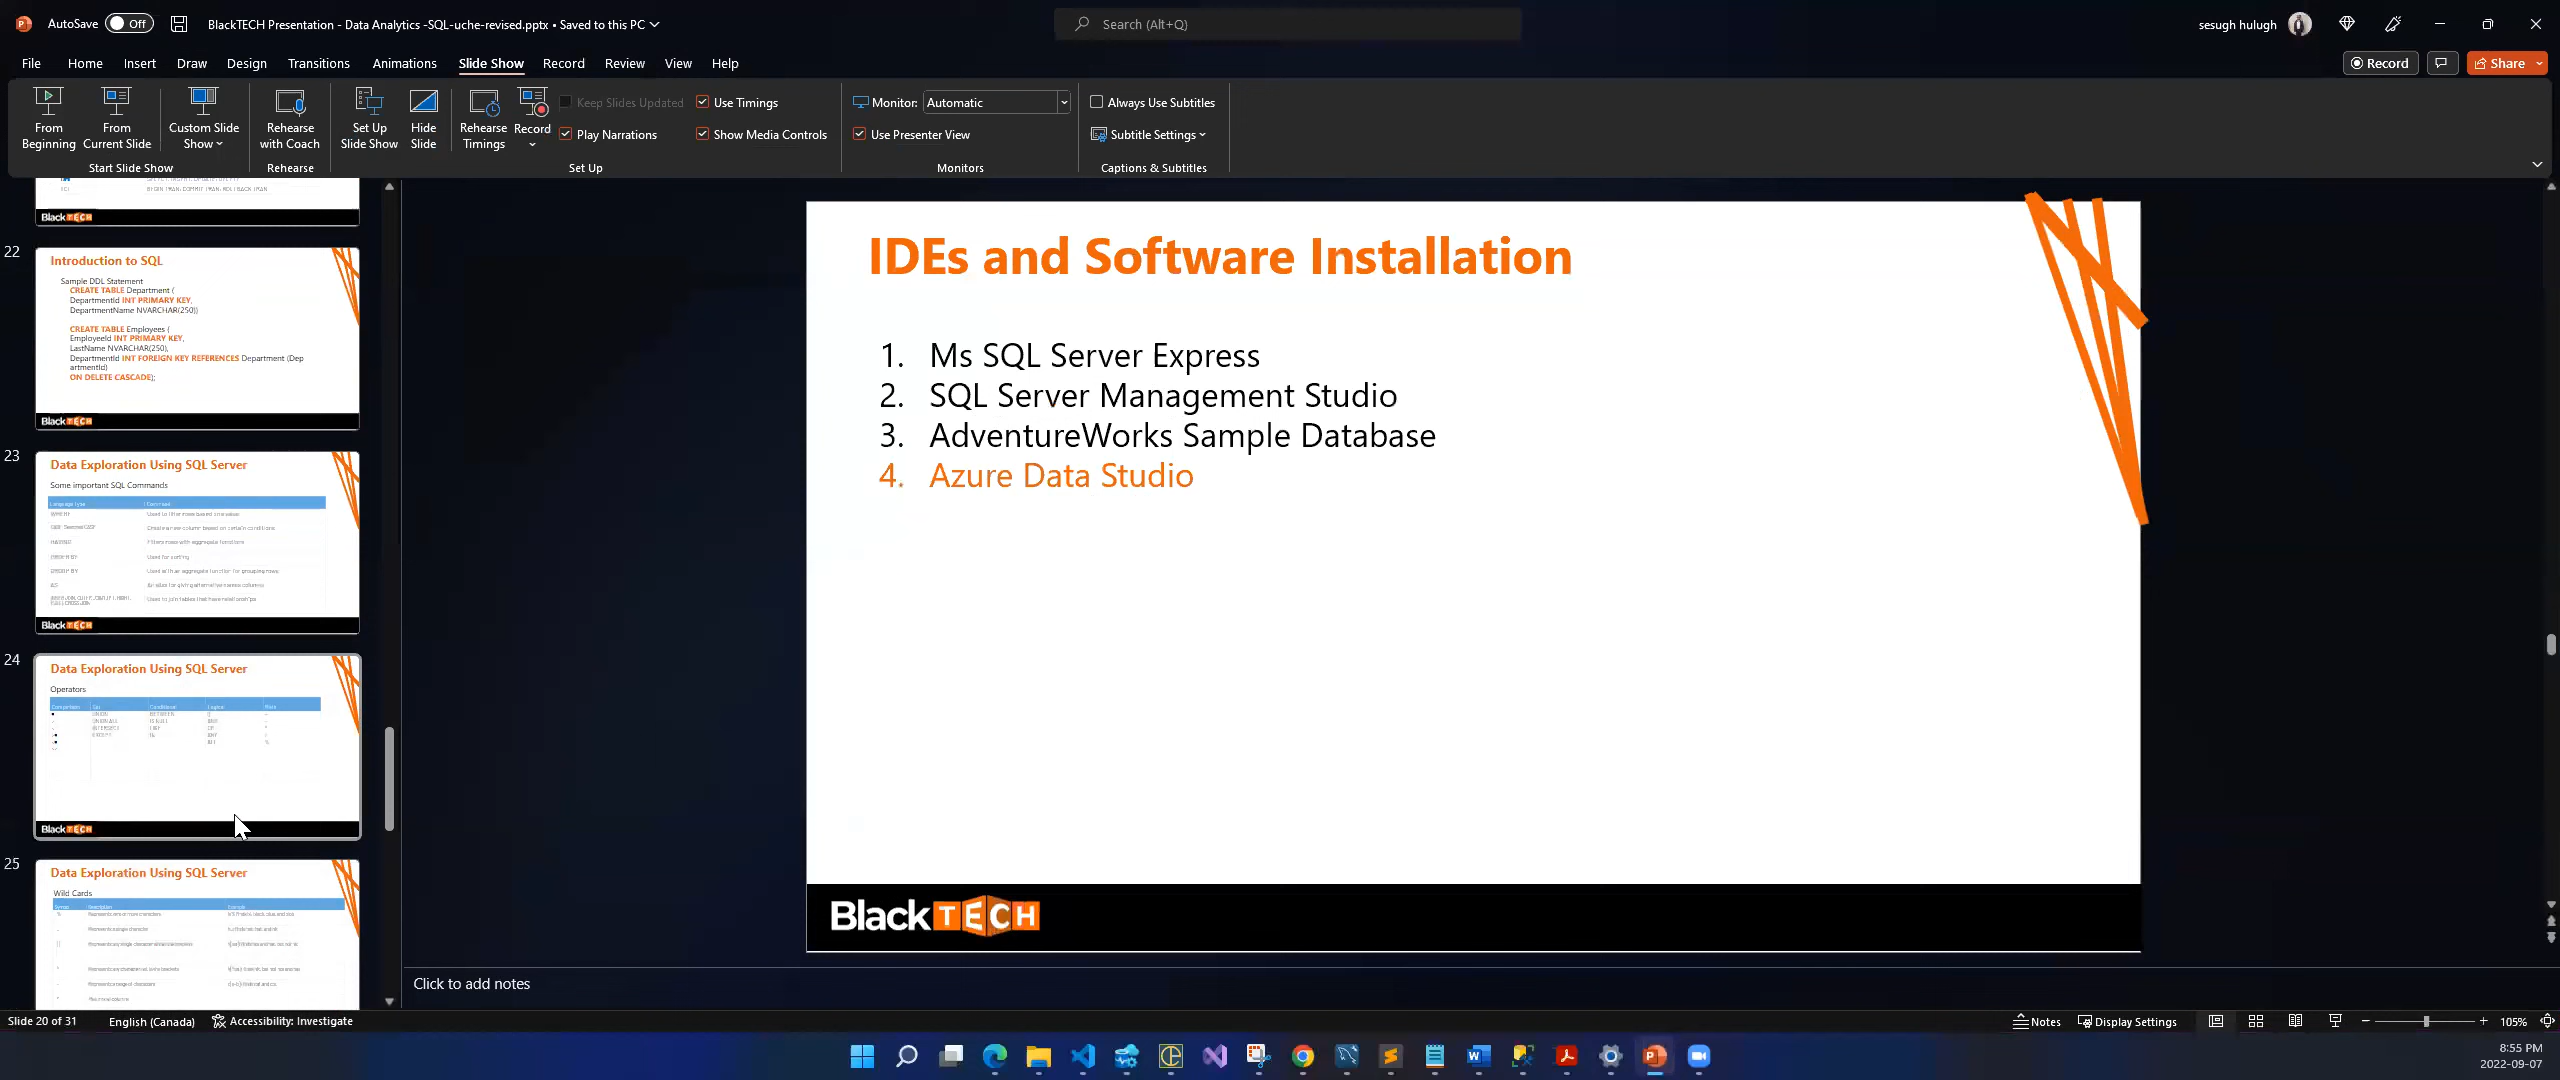 AutoSave Off BlackTECH Presentation - Data Analytics -SQL-uche-revised.pptx • Saved to this PC Search (Alt+Q) sesugh hulugh
File Home Insert Draw Design Transitions Animations Slide Show Record Review View Help Record Share
From Beginning From Current Slide Custom Slide Show Rehearse with Coach Set Up Slide Show Hide Slide Rehearse Timings Record
Keep Slides Updated Use Timings Monitor: Automatic Always Use Subtitles
Play Narrations Show Media Controls Use Presenter View Subtitle Settings
Start Slide Show Rehearse Set Up Monitors Captions & Subtitles
BlackTECH
22
Introduction to SQL
Sample DDL Statement
CREATE TABLE Department (
DepartmentId INT PRIMARY KEY,
DepartmentName NVARCHAR(250))
CREATE TABLE Employees (
EmployeeId INT PRIMARY KEY,
LastName NVARCHAR(250),
DepartmentId INT FOREIGN KEY REFERENCES Department (Dep
artmentId)
ON DELETE CASCADE);
BlackTECH
23
Data Exploration Using SQL Server
Some important SQL Commands
Language type Command
BlackTECH
24
Data Exploration Using SQL Server
Operators
BlackTECH
25
Data Exploration Using SQL Server
Wild Cards
IDEs and Software Installation
1. Ms SQL Server Express
2. SQL Server Management Studio
3. AdventureWorks Sample Database
4. Azure Data Studio
BlackTECH
Click to add notes
Slide 20 of 31 English (Canada) Accessibility: Investigate Notes Display Settings 105%
8:55 PM
2022-09-07